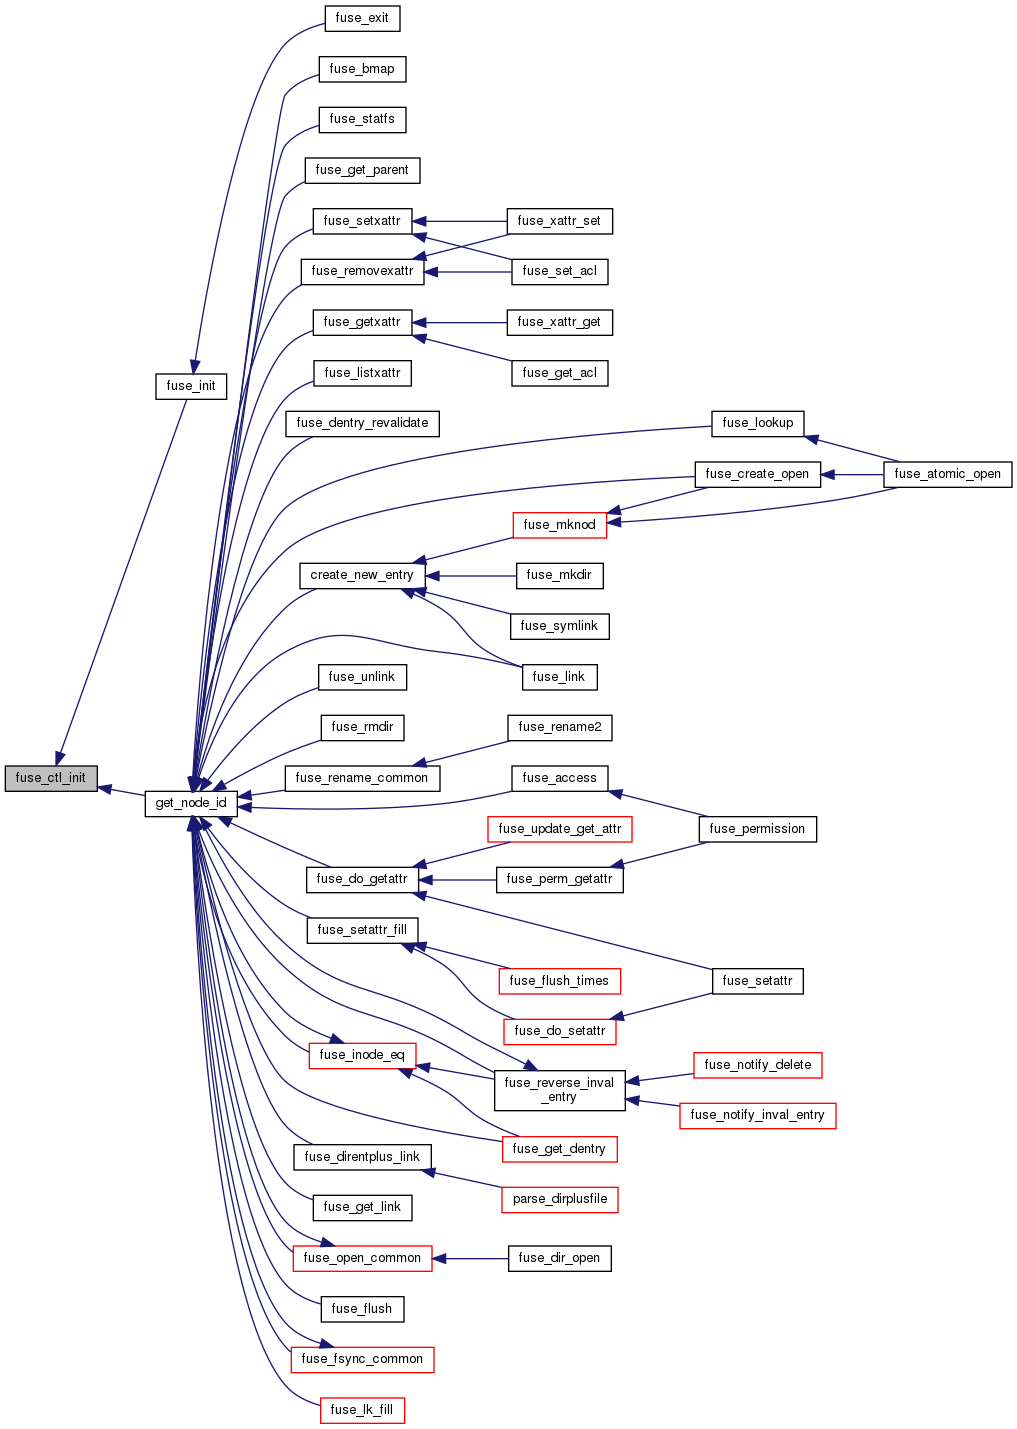 fuse_exit
fuse_bmap
fuse_statfs
fuse_get_parent
fuse_setxattr
fuse_xattr_set
fuse_removexattr
fuse_set_acl
fuse_getxattr
fuse_xattr_get
fuse_listxattr
fuse_get_acl
fuse_init
fuse_dentry_revalidate
fuse_lookup
fuse_create_open
fuse_atomic_open
fuse_mknod
create_new_entry
fuse_mkdir
fuse_symlink
fuse_unlink
fuse_link
fuse_rmdir
fuse_rename2
fuse_ctl_init
fuse_rename_common
fuse_access
get_node_id
fuse_update_get_attr
fuse_permission
fuse_do_getattr
fuse_perm_getattr
fuse_setattr_fill
fuse_flush_times
fuse_setattr
fuse_do_setattr
fuse_inode_eq
fuse_notify_delete
fuse_reverse_inval
_entry
fuse_notify_inval_entry
fuse_direntplus_link
fuse_get_dentry
fuse_get_link
parse_dirplusfile
fuse_open_common
fuse_dir_open
fuse_flush
fuse_fsync_common
fuse_lk_fill